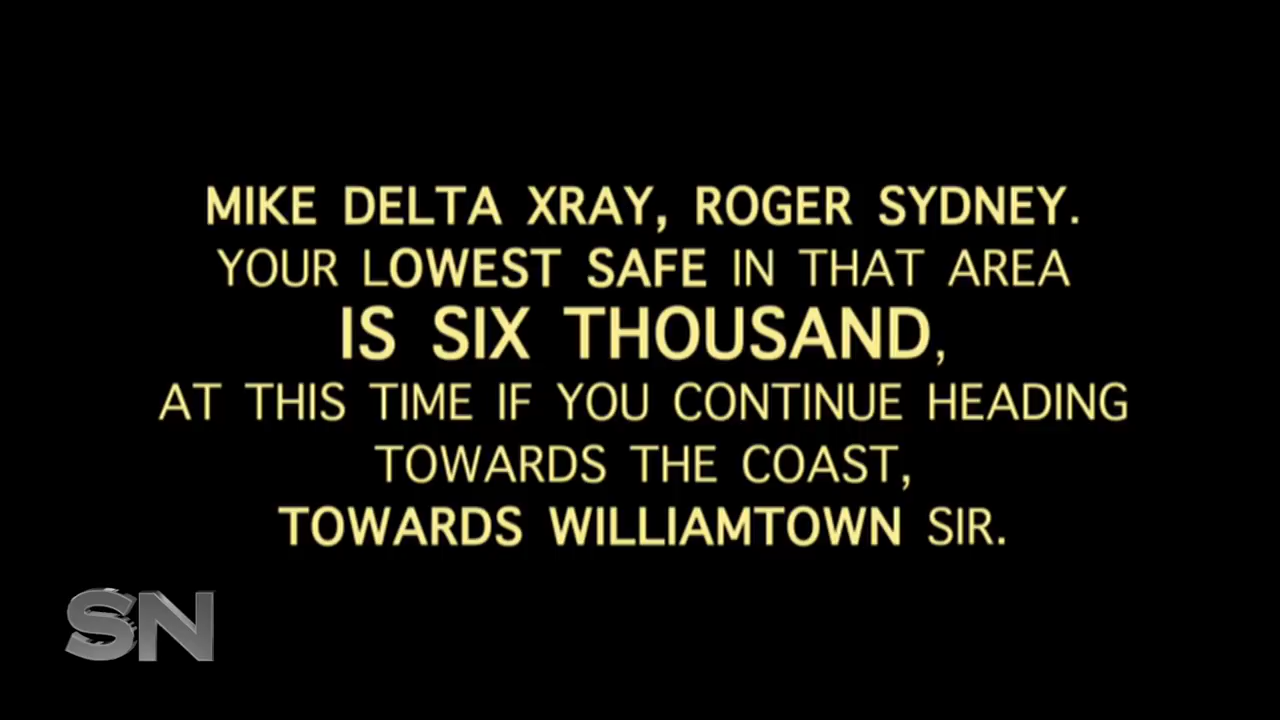 MIKE DELTA XRAY, ROGER SYDNEY.
YOUR LOWEST SAFE IN THAT AREA
IS SIX THOUSAND,
AT THIS TIME IF YOU CONTINUE HEADING
TOWARDS THE COAST,
TOWARDS WILLIAMTOWN SIR.
SN